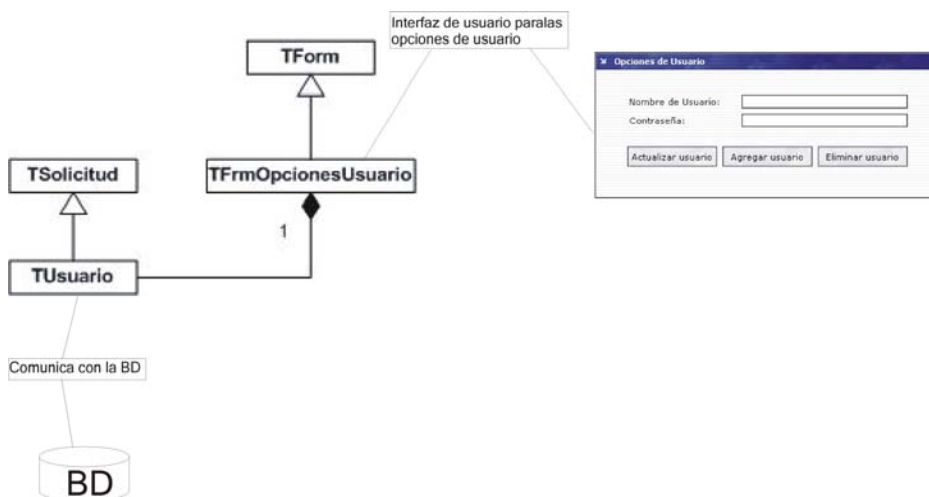 Interfaz de usuario paralas
opciones de usuario
TForm
Opciones de Usuario
Nombre de Usuario:
Contraseña:
Actualizar usuario
Agregar usuario
Eliminar usuario
TSolicitud
TFrmOpcionesUsuario
1
TUsuario
Comunica con la BD
BD